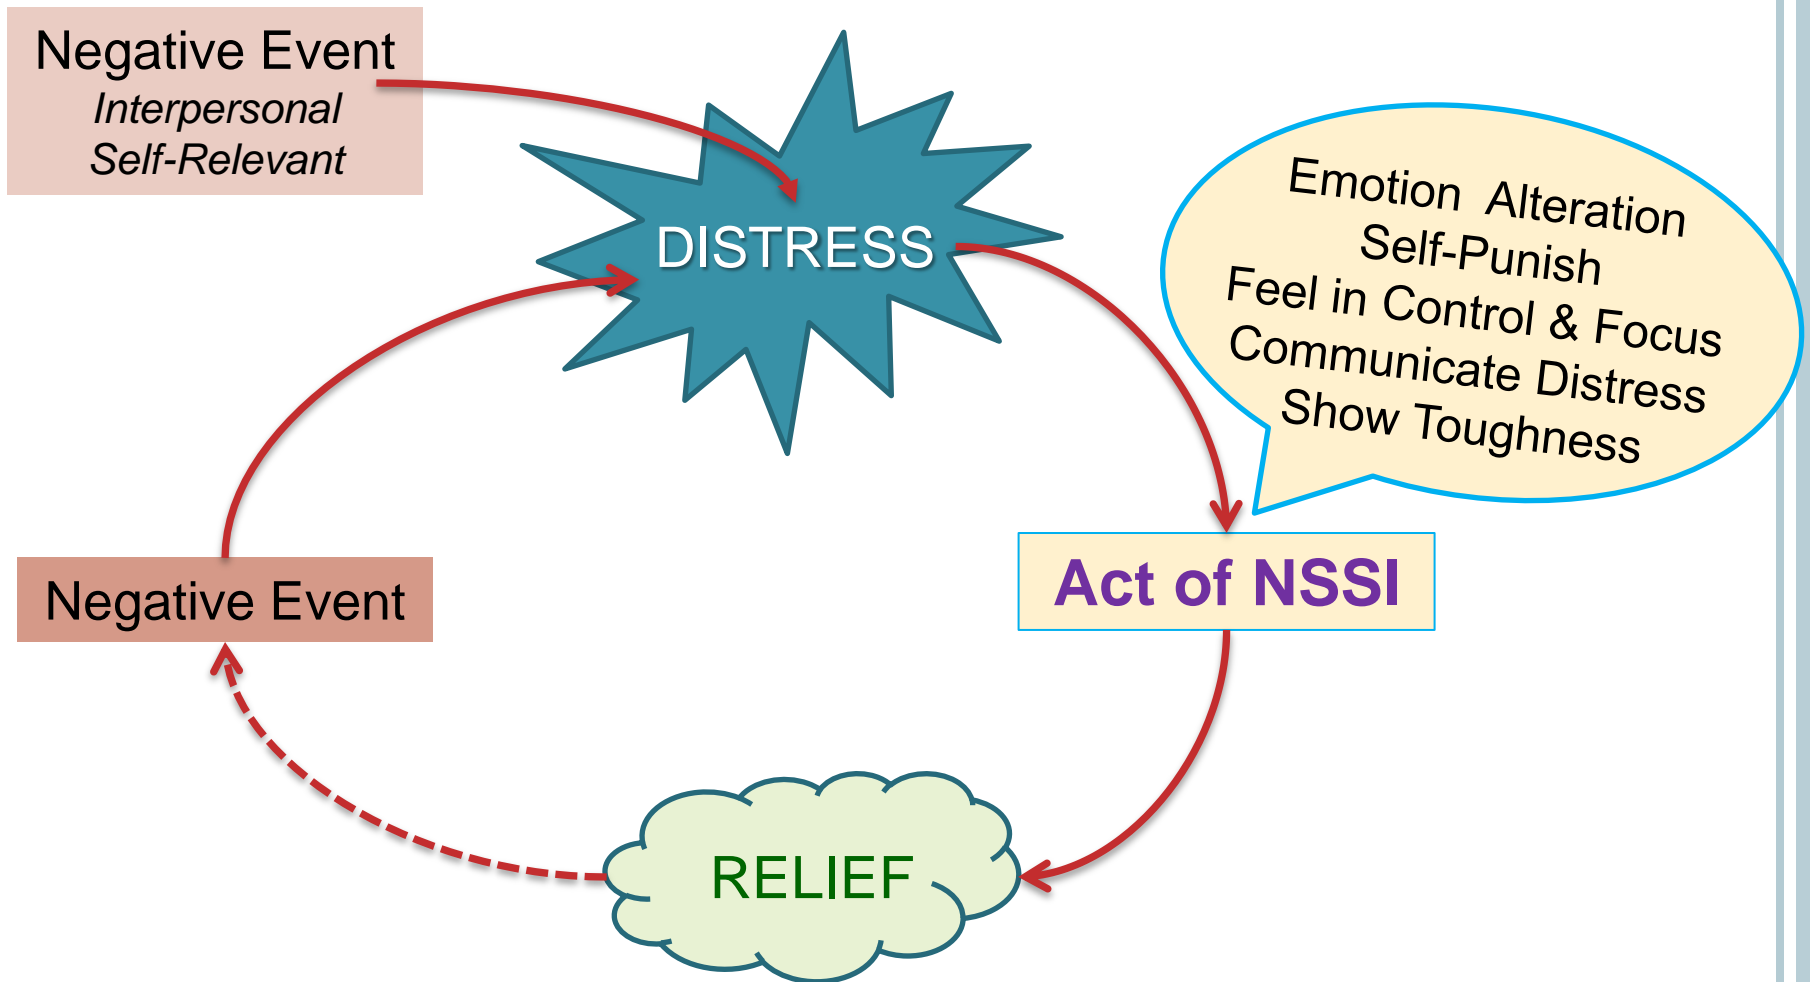 Negative Event
Interpersonal
Self-Relevant
DISTRESS
Emotion Alteration
Self-Punish
Feel in Control & Focus
Communicate Distress
Show Toughness
Negative Event
Act of NSSI
RELIEF